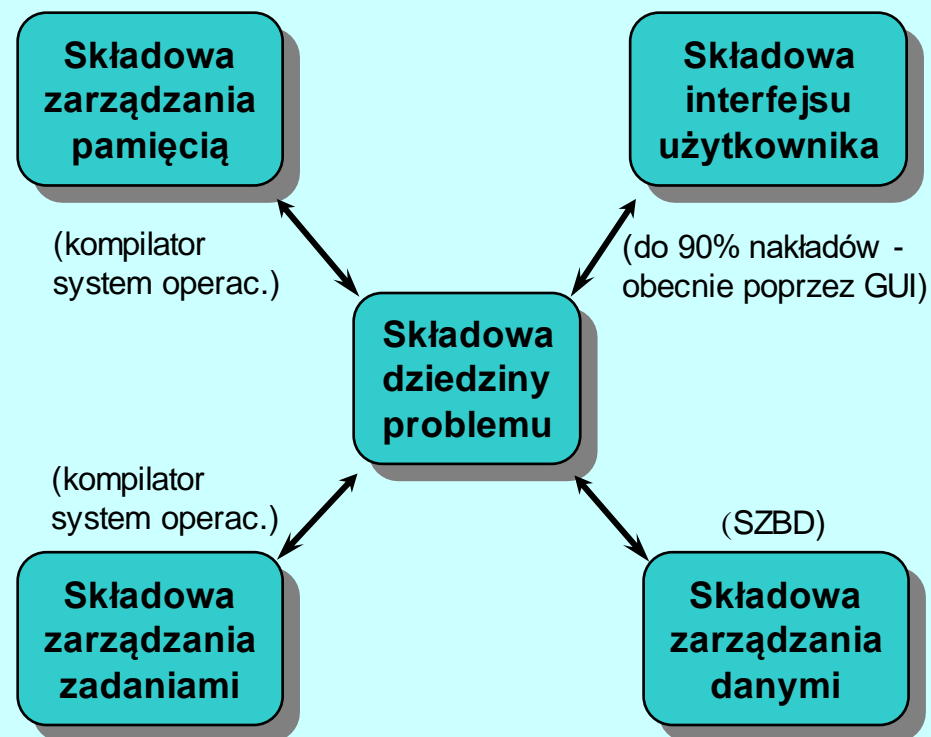 Składowa
zarządzania
pamięcią
Składowa
interfejsu
użytkownika
(kompilator
system operac.)
(do 90% nakładów -
obecnie poprzez GUI)
Składowa
dziedziny
problemu
(kompilator
system operac.)
(SZBD)
Składowa
zarządzania
zadaniami
Składowa
zarządzania
danymi